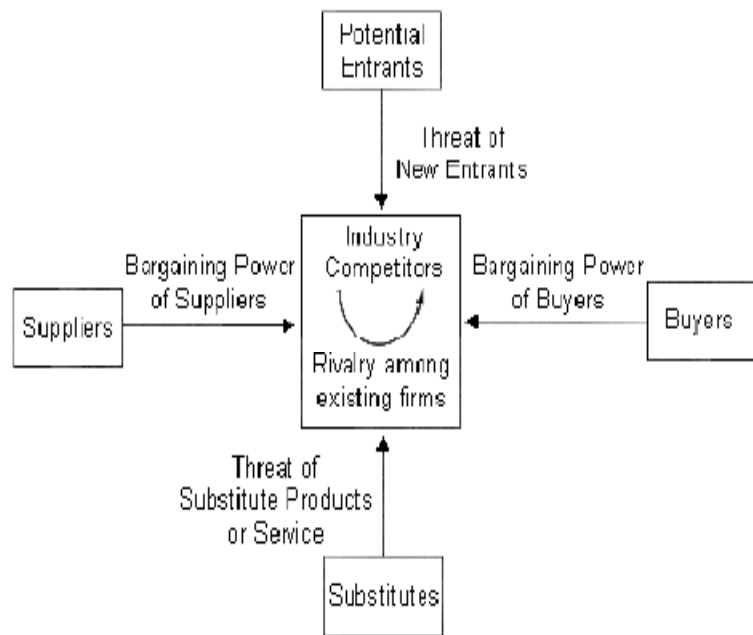 Potential
Entrants
Threat of
New Entrants
Industry
Competitors
Bargaining Power
of Suppliers
Bargaining Power
of Buyers
Suppliers
Buyers
Rivalry among
existing firms
Threat of
Substitute Products
or Service
Substitutes